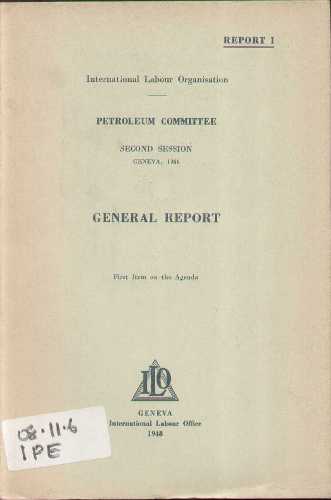 REPORT I
International Labour Organisation
PETROLEUM COMMITTEE
SECOND SESSION
GENEVA,
GENERAL REPORT
First Item on the Agenda
ILO
GENEVA
International Labour Office
1948
08.11.6
IPE